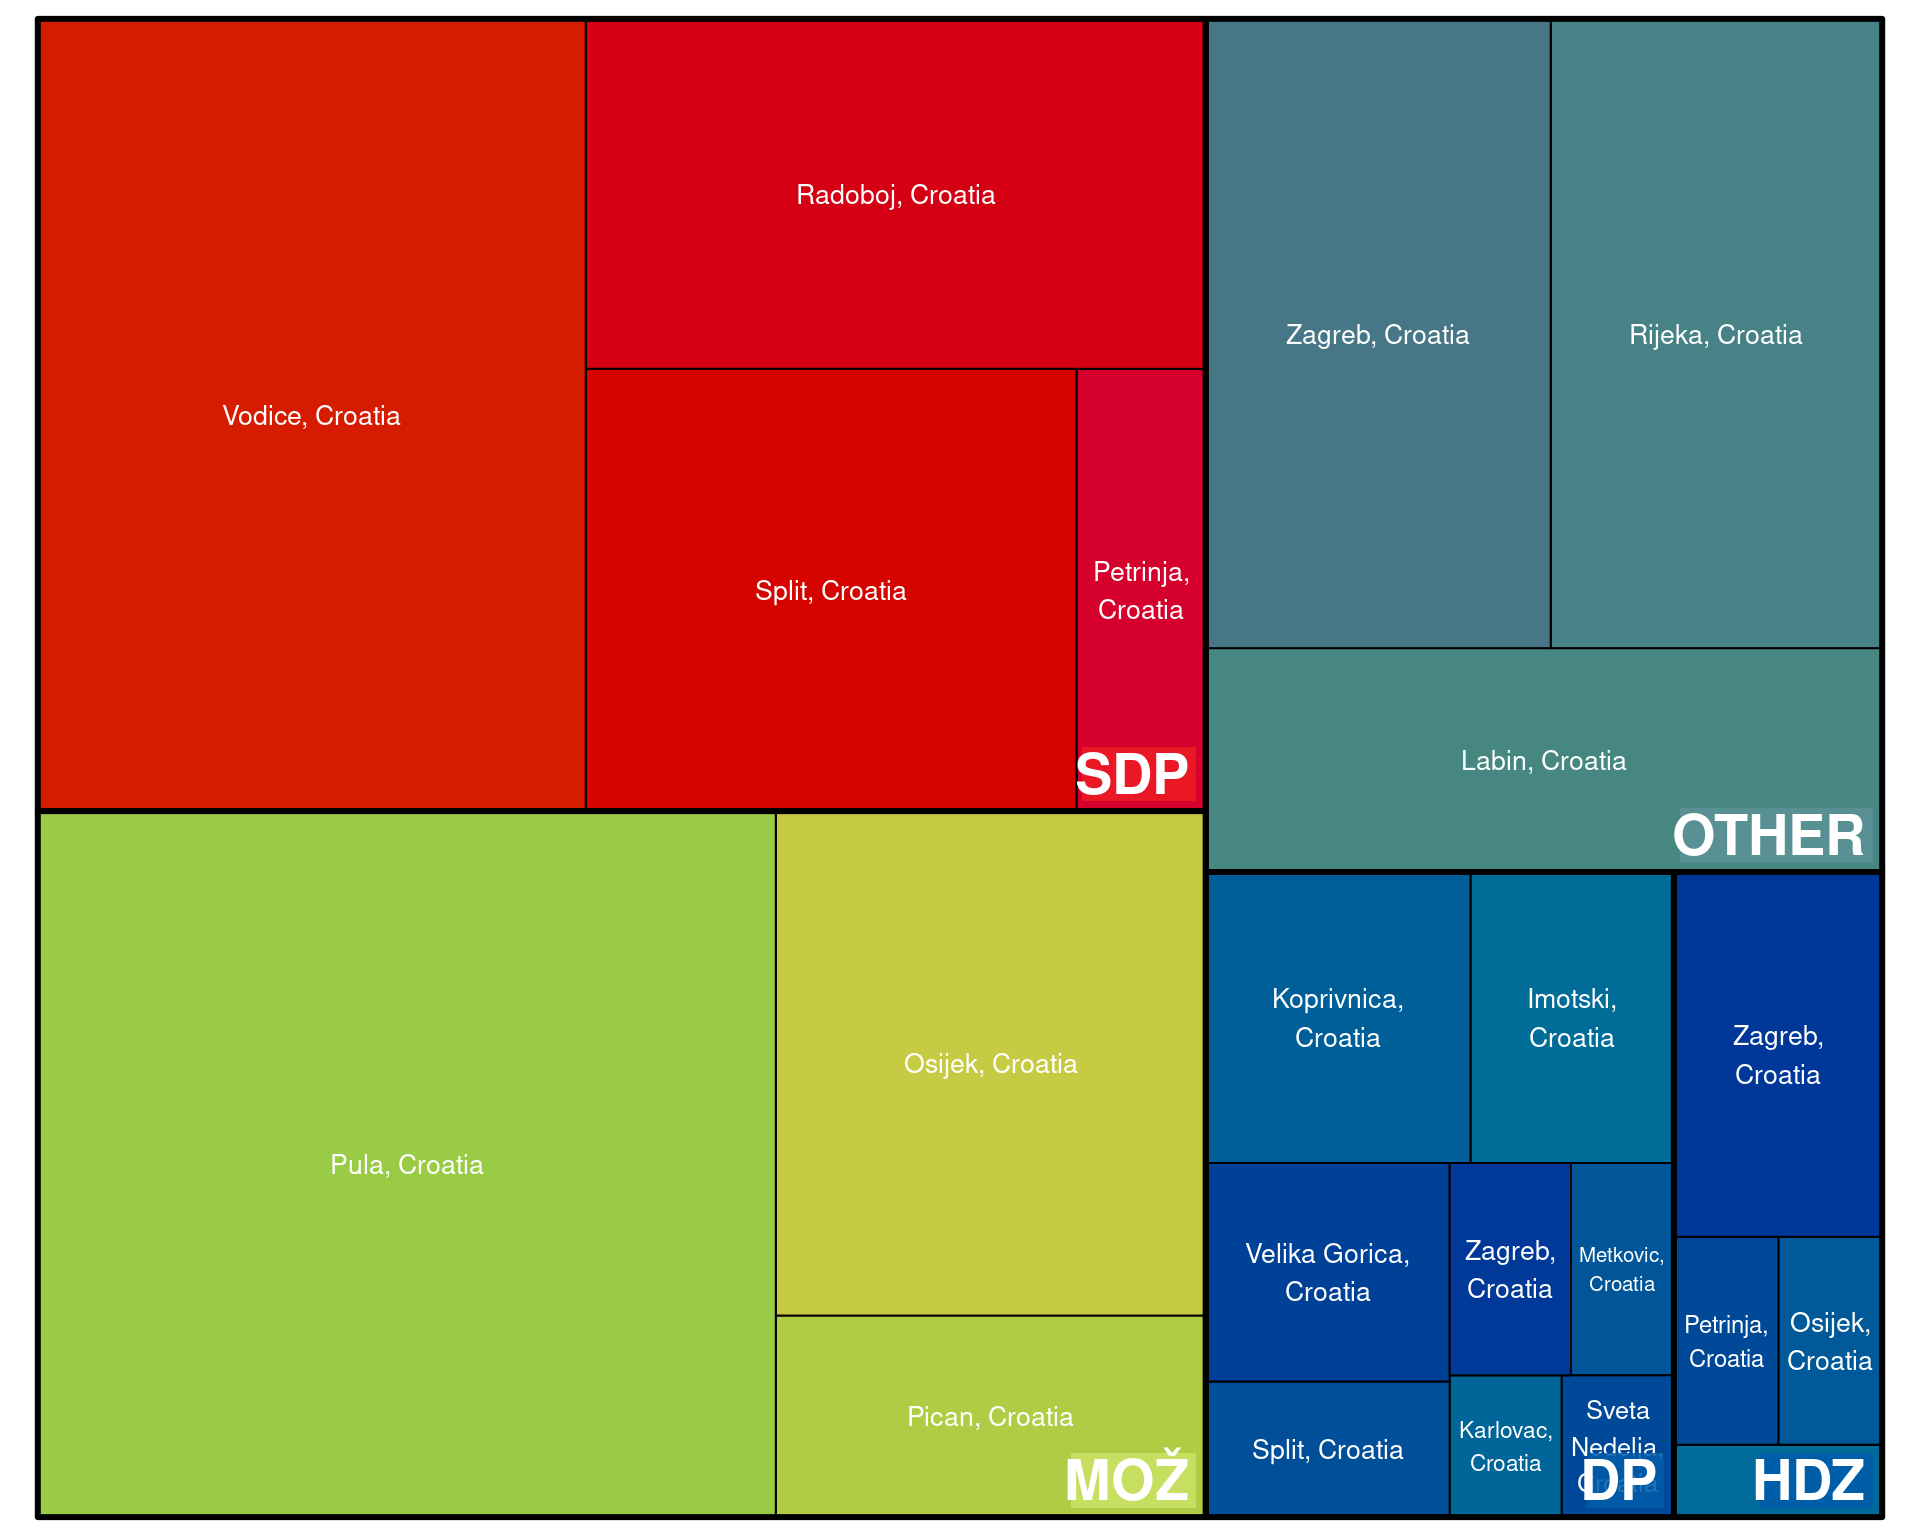 Vodice, Croatia
Radoboj, Croatia
Split, Croatia
Petrinja,
Croatia
SDP
Zagreb, Croatia
Rijeka, Croatia
Labin, Croatia
OTHER
Pula, Croatia
Osijek, Croatia
Pican, Croatia
MOŽ
Koprivnica,
Croatia
Imotski,
Croatia
Velika Gorica,
Croatia
Zagreb,
Croatia
Metkovic,
Croatia
Split, Croatia
Karlovac,
Croatia
Sveta
Nedelja,
Croatia
DP
Zagreb,
Croatia
Petrinja,
Croatia
Osijek,
Croatia
HDZ